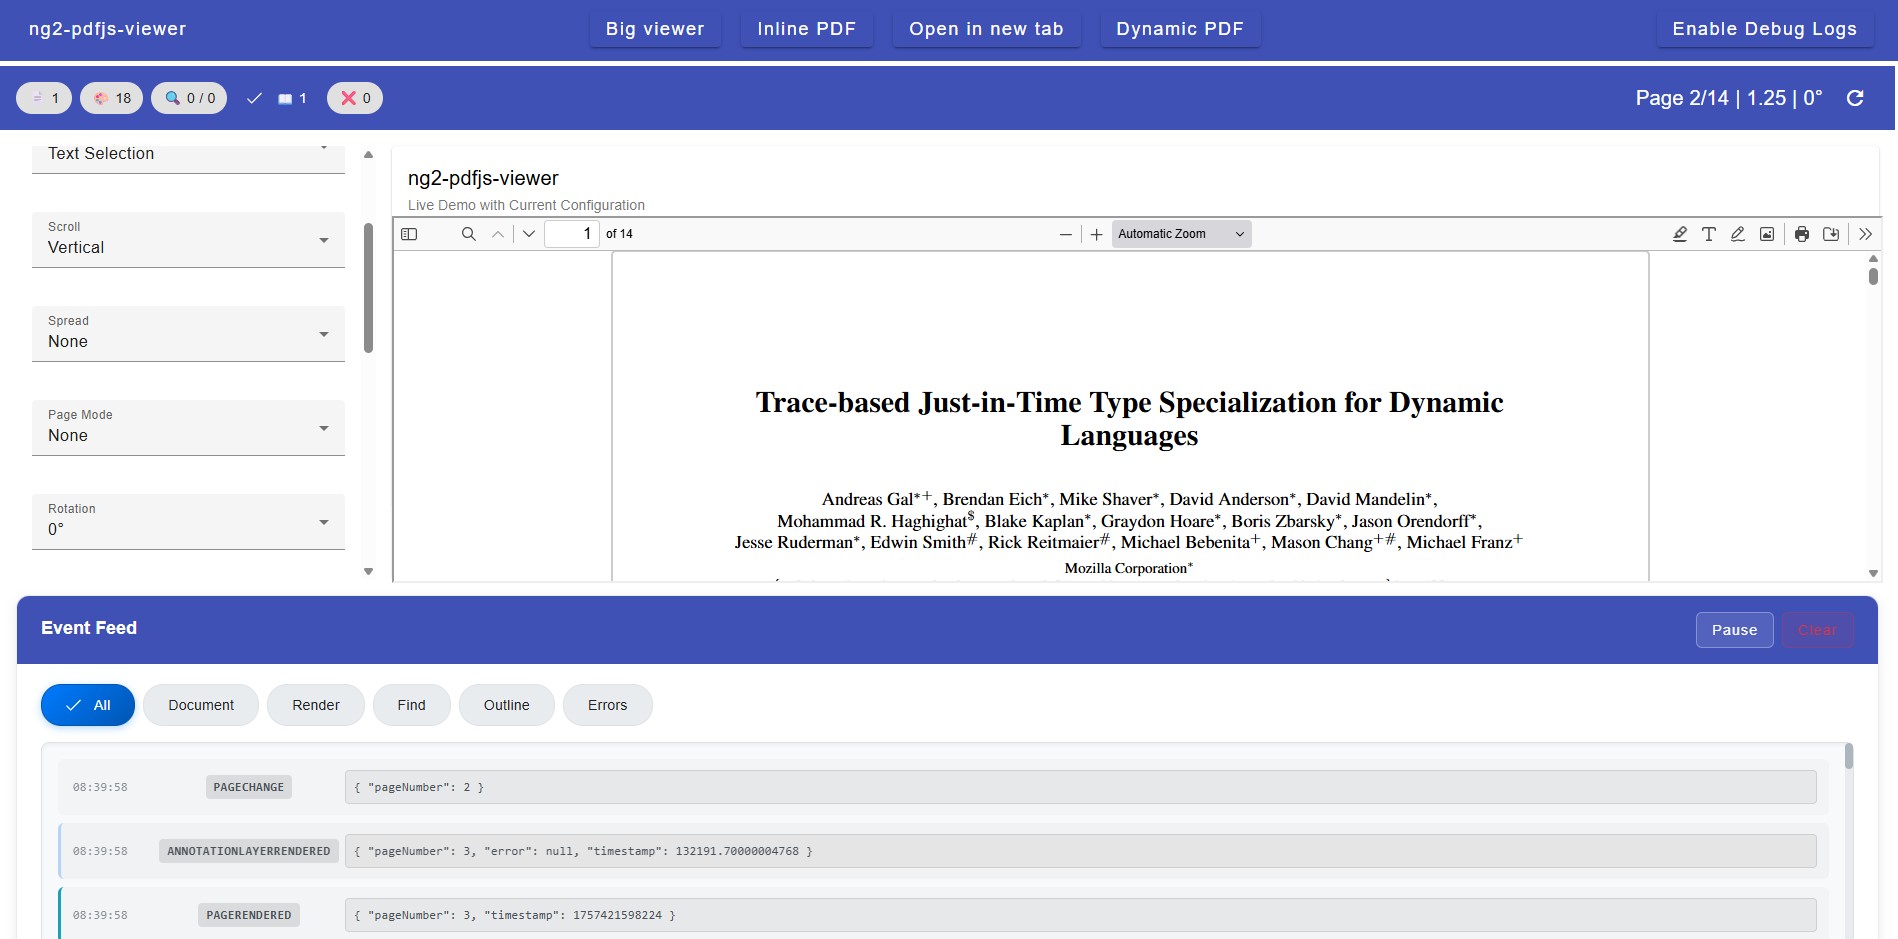 ng2-pdfjs-viewer
Big viewer
Inline PDF
Open in new tab
Dynamic PDF
Enable Debug Logs
1
18
0 / 0
1
0
Page 2/14 | 1.25 | 0°
Text Selection
Scroll
Vertical
Spread
None
Page Mode
None
Rotation
0°
ng2-pdfjs-viewer
Live Demo with Current Configuration
1 of 14
Automatic Zoom
Trace-based Just-in-Time Type Specialization for Dynamic
Languages
Andreas Gal*+, Brendan Eich*, Mike Shaver*, David Anderson*, David Mandelin*,
Mohammad R. Haghighat$, Blake Kaplan*, Graydon Hoare*, Boris Zbarsky*, Jason Orendorff*,
Jesse Ruderman*, Edwin Smith#, Rick Reitmaier#, Michael Bebenita+, Mason Chang+#, Michael Franz+
Mozilla Corporation*
Event Feed
Pause
Clear
All
Document
Render
Find
Outline
Errors
08:39:58 PAGECHANGE { "pageNumber": 2 }
08:39:58 ANNOTATIONLAYERRENDERED { "pageNumber": 3, "error": null, "timestamp": 132191.70000004768 }
08:39:58 PAGERENDERED { "pageNumber": 3, "timestamp": 1757421598224 }